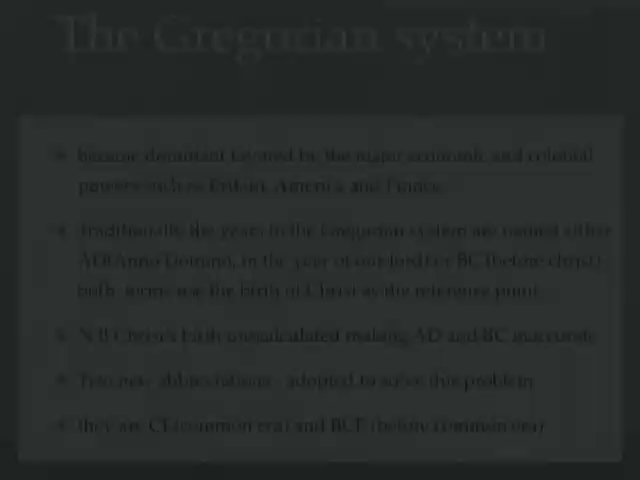 The Gregorian system
became dominant favored by the major economic and colonial
powers such as Britain, America, and France
Traditionally the years in the Gregorian system are named either
AD(Anno Domini, in the year of our lord) or BC(before christ)
both terms use the birth of Christ as the reference point
N.B Christ's birth miscalculated making AD and BC inaccurate
Two new abbreviations adopted to solve this problem
they are CE(common era) and BCE (before common era)